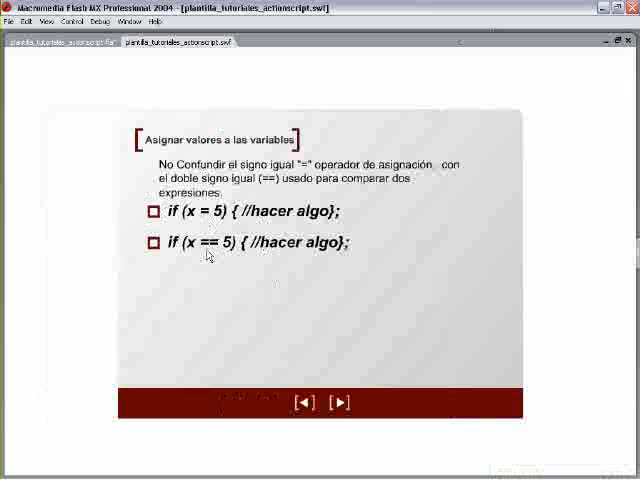 Macromedia Flash MX Professional 2004 - [plantilla_tutoriales_actionscript.swf]
File Edit View Control Debug Window Help
plantilla_tutoriales_actionscript.fla* plantilla_tutoriales_actionscript.swf
Asignar valores a las variables
No Confundir el signo igual "=" operador de asignación, con
el doble signo igual (==) usado para comparar dos
expresiones.
if (x = 5) { //hacer algo};
if (x == 5) { //hacer algo};